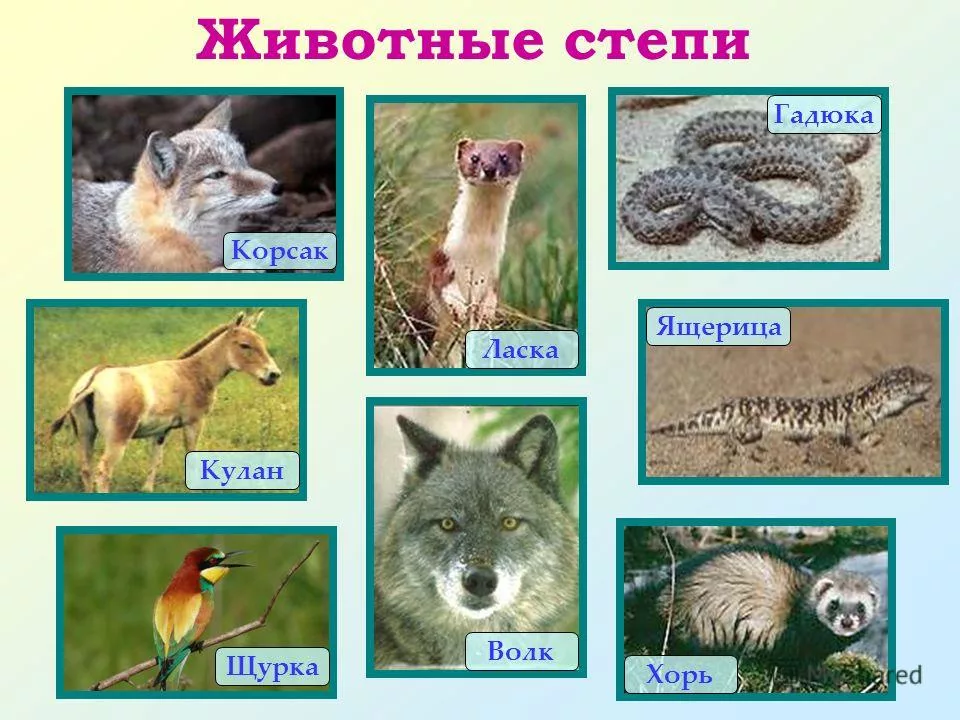 Животные степи
Корсак
Ласка
Гадюка
Кулан
Ящерица
Щурка
Волк
Хорь